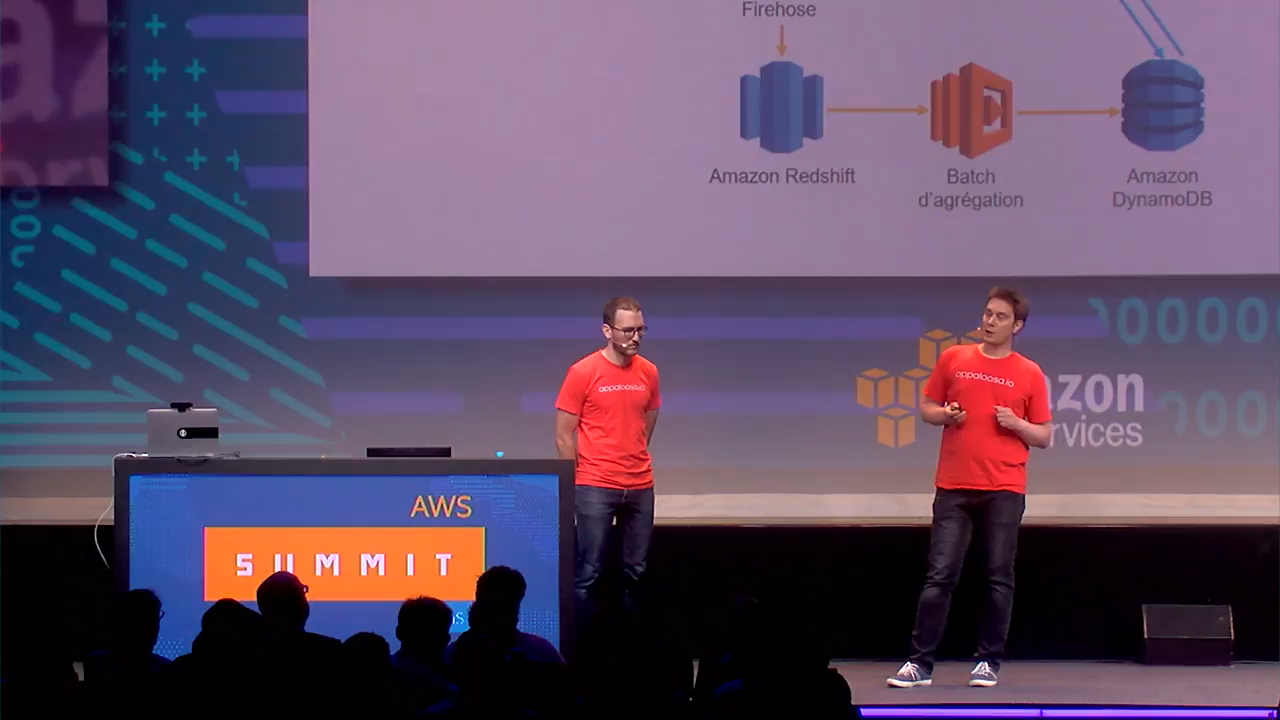 Firehose
Amazon Redshift
Batch
d’agrégation
Amazon
DynamoDB
appaloosa.io
appaloosa.io
AWS
SUMMIT